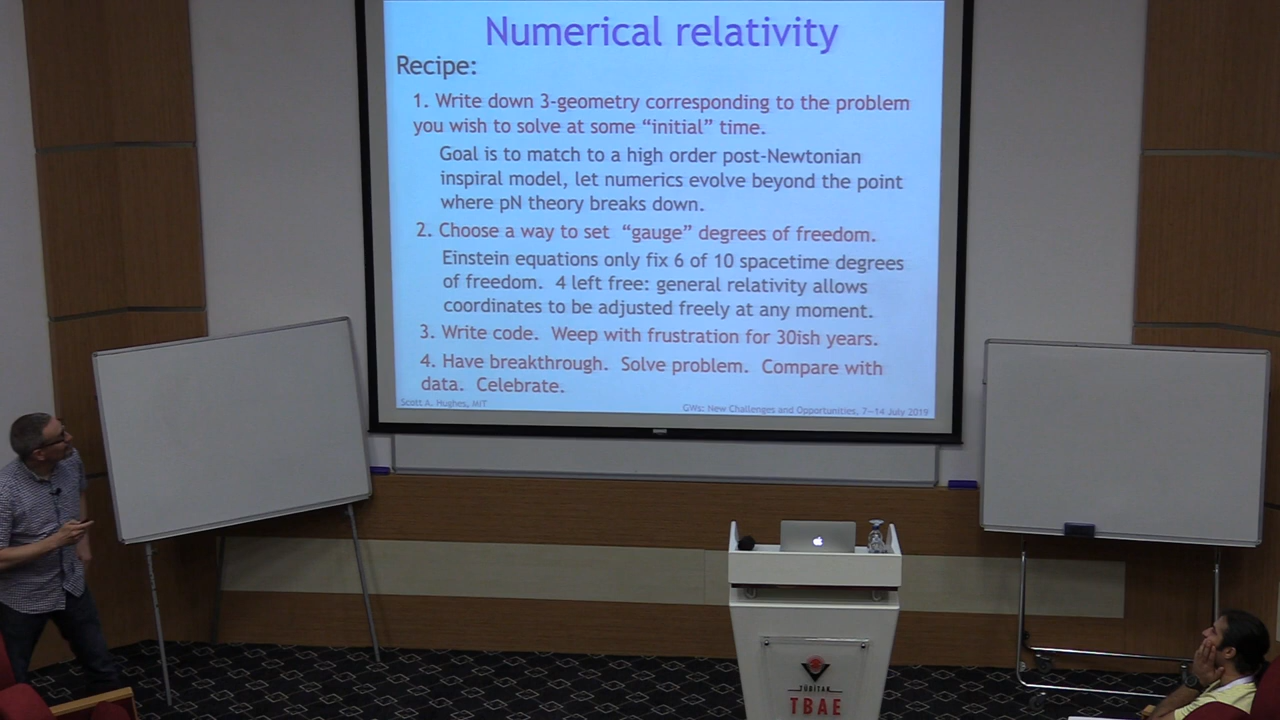 Numerical relativity
Recipe:
1. Write down 3-geometry corresponding to the problem
you wish to solve at some “initial” time.
Goal is to match to a high order post-Newtonian
inspiral model, let numerics evolve beyond the point
where pN theory breaks down.
2. Choose a way to set “gauge” degrees of freedom.
Einstein equations only fix 6 of 10 spacetime degrees
of freedom. 4 left free: general relativity allows
coordinates to be adjusted freely at any moment.
3. Write code. Weep with frustration for 30ish years.
4. Have breakthrough. Solve problem. Compare with
data. Celebrate.
Scott A. Hughes, MIT
GWs: New Challenges and Opportunities, 7–14 July 2019
TÜBİTAK
TBAE